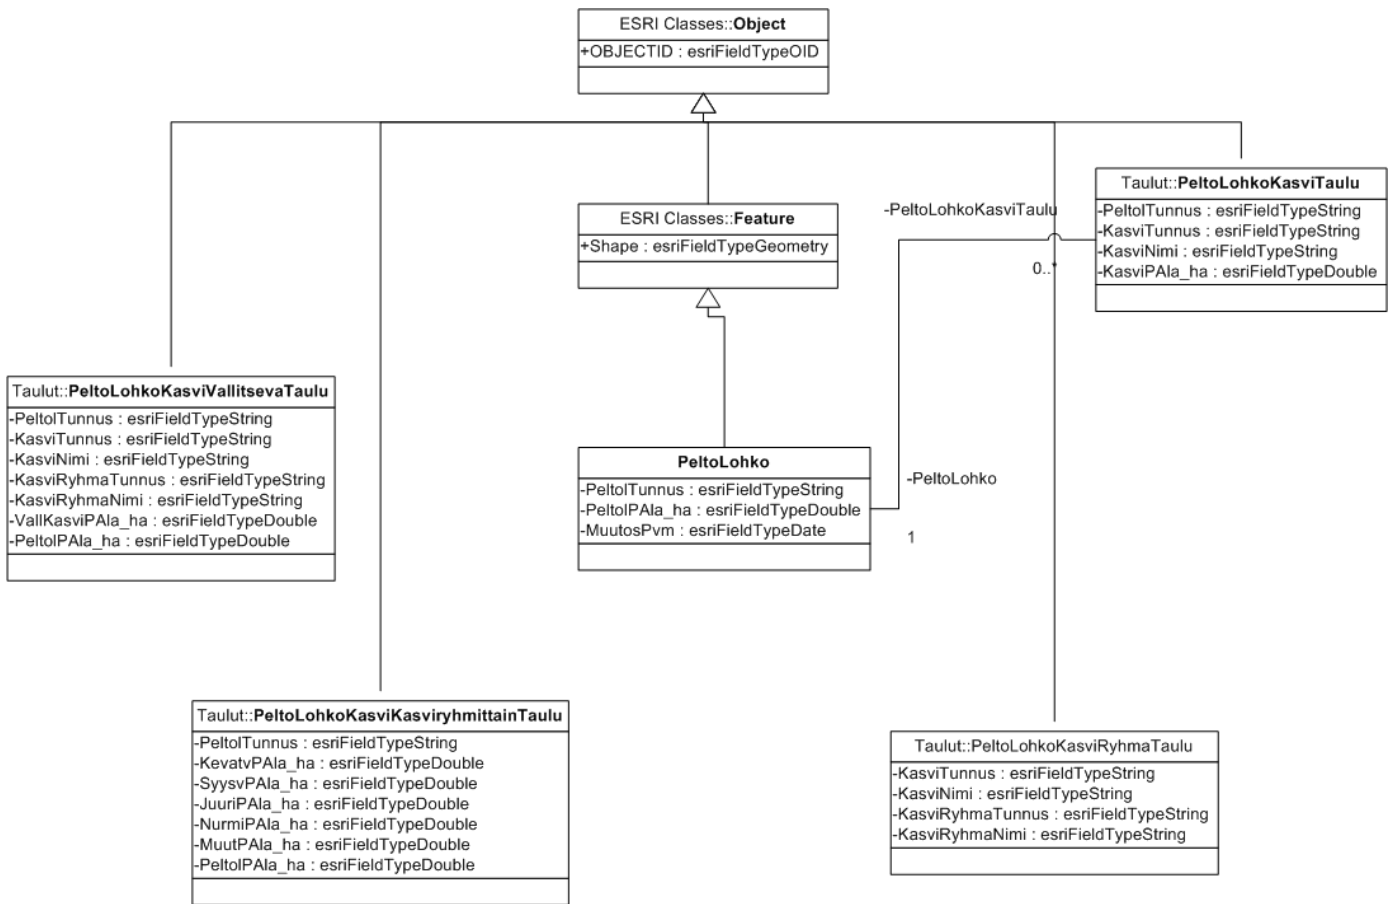 ESRI Classes::Object
+OBJECTID : esriFieldTypeOID
Taulut::PeltoLohkoKasviTaulu
-PeltolTunnus : esriFieldTypeString
-KasviTunnus : esriFieldTypeString
-KasviNimi : esriFieldTypeString
-KasviPAla_ha : esriFieldTypeDouble
-PeltoLohkoKasviTaulu
0..*
ESRI Classes::Feature
+Shape : esriFieldTypeGeometry
Taulut::PeltoLohkoKasviVallitsevaTaulu
-PeltolTunnus : esriFieldTypeString
-KasviTunnus : esriFieldTypeString
-KasviNimi : esriFieldTypeString
-KasviRyhmaTunnus : esriFieldTypeString
-KasviRyhmaNimi : esriFieldTypeString
-VallKasviPAla_ha : esriFieldTypeDouble
-PeltolPAla_ha : esriFieldTypeDouble
PeltoLohko
-PeltolTunnus : esriFieldTypeString
-PeltolPAla_ha : esriFieldTypeDouble
-MuutosPvm : esriFieldTypeDate
-PeltoLohko
1
Taulut::PeltoLohkoKasviKasviryhmittainTaulu
-PeltolTunnus : esriFieldTypeString
-KevatvPAla_ha : esriFieldTypeDouble
-SyysvPAla_ha : esriFieldTypeDouble
-JuuriPAla_ha : esriFieldTypeDouble
-NurmiPAla_ha : esriFieldTypeDouble
-MuutPAla_ha : esriFieldTypeDouble
-PeltolPAla_ha : esriFieldTypeDouble
Taulut::PeltoLohkoKasviRyhmaTaulu
-KasviTunnus : esriFieldTypeString
-KasviNimi : esriFieldTypeString
-KasviRyhmaTunnus : esriFieldTypeString
-KasviRyhmaNimi : esriFieldTypeString